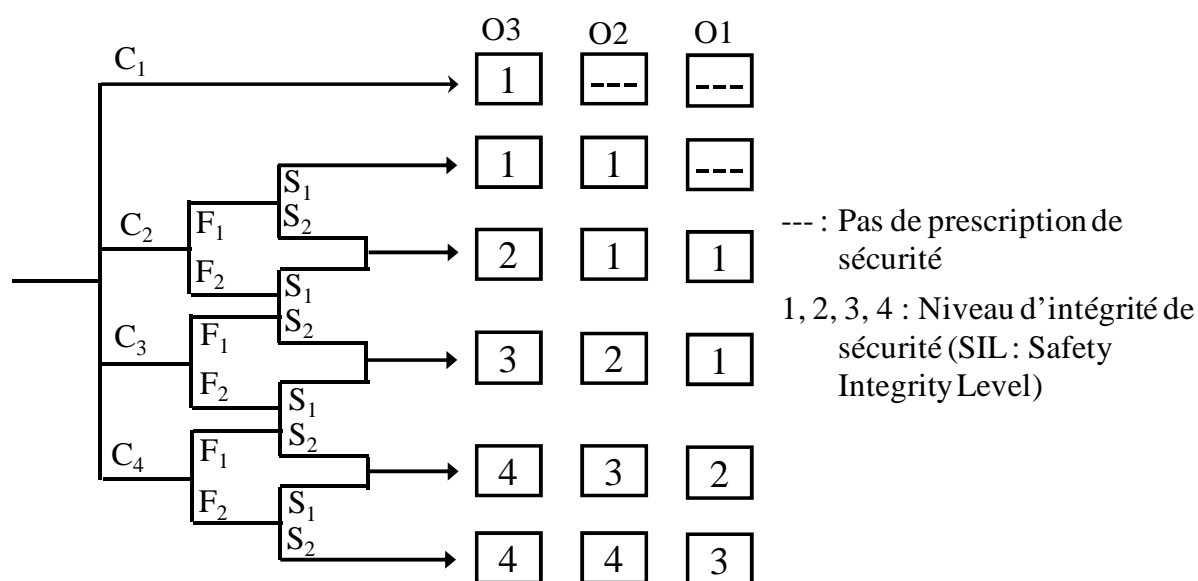 O3 O2 O1
C1
1 --- ---
S1
1 1 ---
C2 F1 S2
2 1 1
F2 S1
C3 F1 S2
3 2 1
F2 S1
C4 F1 S2
4 3 2
F2 S1
S2
4 4 3
--- : Pas de prescription de
sécurité
1, 2, 3, 4 : Niveau d'intégrité de
sécurité (SIL : Safety
Integrity Level)